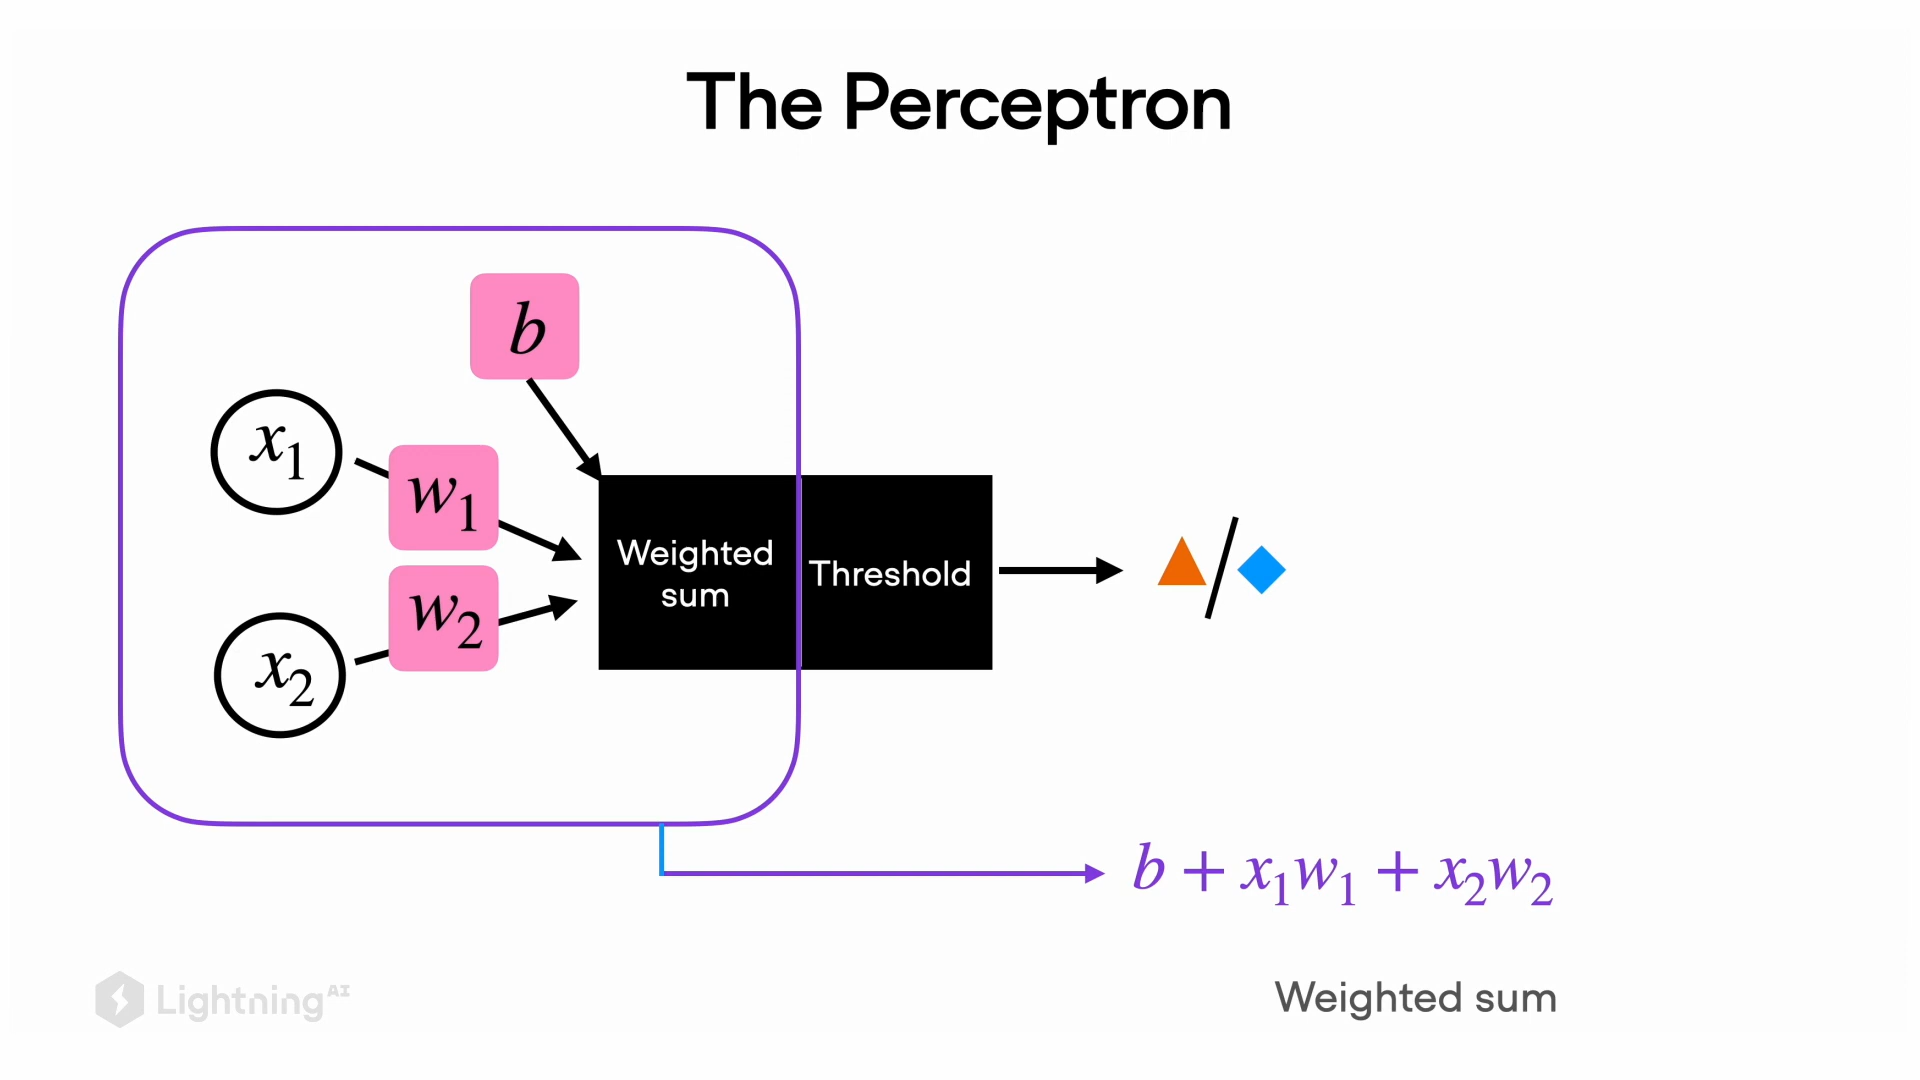 The Perceptron
b
x₁
w₁
Weighted
sum
Threshold
w₂
x₂
b + x₁w₁ + x₂w₂
Lightning AI
Weighted sum